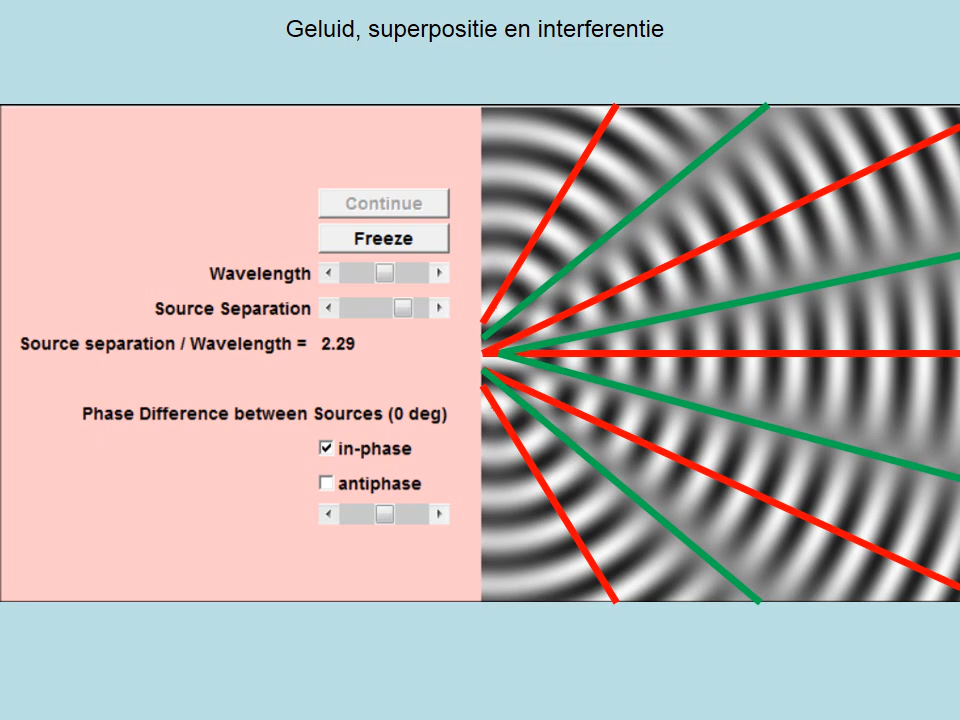 Geluid, superpositie en interferentie
Continue
Freeze
Wavelength
Source Separation
Source separation / Wavelength = 2.29
Phase Difference between Sources (0 deg)
in-phase
antiphase